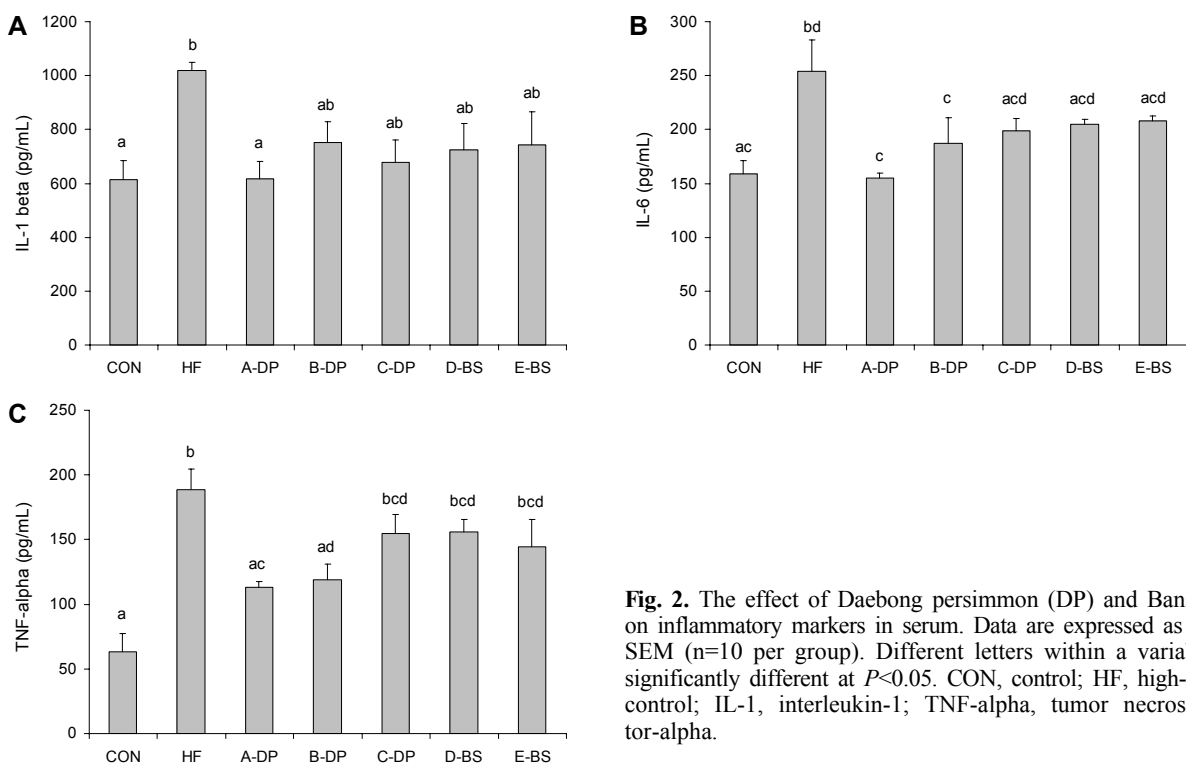 A
1200
1000
800
600
400
200
0
IL-1 beta (pg/mL)
a
b
a
ab
ab
ab
ab
CON HF A-DP B-DP C-DP D-BS E-BS
B
300
250
200
150
100
50
0
IL-6 (pg/mL)
ac
bd
c
c
acd
acd
acd
CON HF A-DP B-DP C-DP D-BS E-BS
C
250
200
150
100
50
0
TNF-alpha (pg/mL)
a
b
ac
ad
bcd
bcd
bcd
CON HF A-DP B-DP C-DP D-BS E-BS
Fig. 2. The effect of Daebong persimmon (DP) and Ban
on inflammatory markers in serum. Data are expressed as
SEM (n=10 per group). Different letters within a varia
significantly different at P<0.05. CON, control; HF, high-
control; IL-1, interleukin-1; TNF-alpha, tumor necros
tor-alpha.